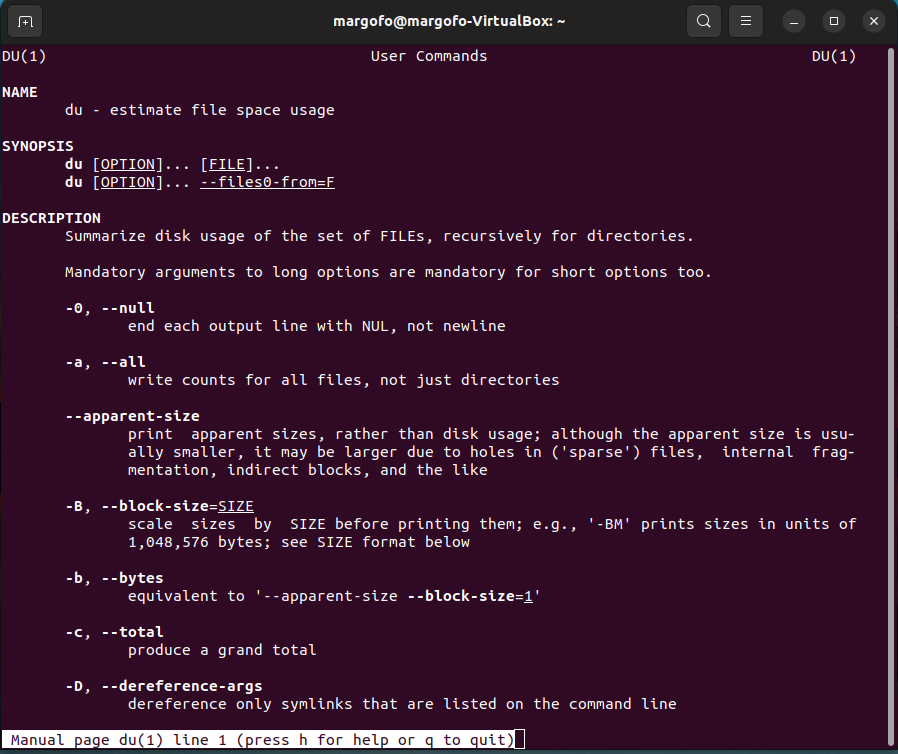 margofo@margofo-VirtualBox: ~
DU(1) User Commands DU(1)
NAME
du - estimate file space usage
SYNOPSIS
du [OPTION]... [FILE]...
du [OPTION]... --files0-from=F
DESCRIPTION
Summarize disk usage of the set of FILEs, recursively for directories.
Mandatory arguments to long options are mandatory for short options too.
-0, --null
end each output line with NUL, not newline
-a, --all
write counts for all files, not just directories
--apparent-size
print  apparent sizes, rather than disk usage; although the apparent size is usu-
ally smaller, it may be larger due to holes in ('sparse') files,  internal  frag-
mentation, indirect blocks, and the like
-B, --block-size=SIZE
scale  sizes  by  SIZE before printing them; e.g., '-BM' prints sizes in units of
1,048,576 bytes; see SIZE format below
-b, --bytes
equivalent to '--apparent-size --block-size=1'
-c, --total
produce a grand total
-D, --dereference-args
dereference only symlinks that are listed on the command line
Manual page du(1) line 1 (press h for help or q to quit)